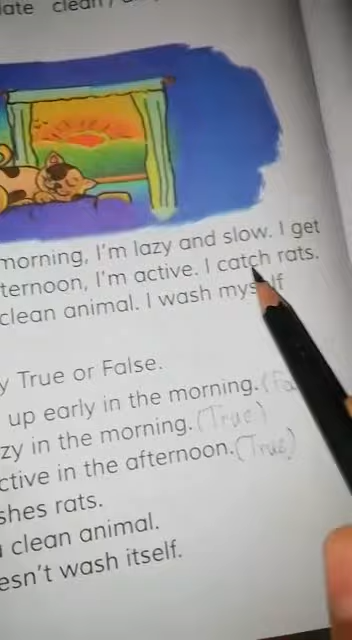 late clean /
morning, I'm lazy and slow. I get
ternoon, I'm active. I catch rats.
clean animal. I wash myself
y True or False.
up early in the morning. (Fa
zy in the morning. (True)
ctive in the afternoon. (True)
shes rats.
clean animal.
esn't wash itself.